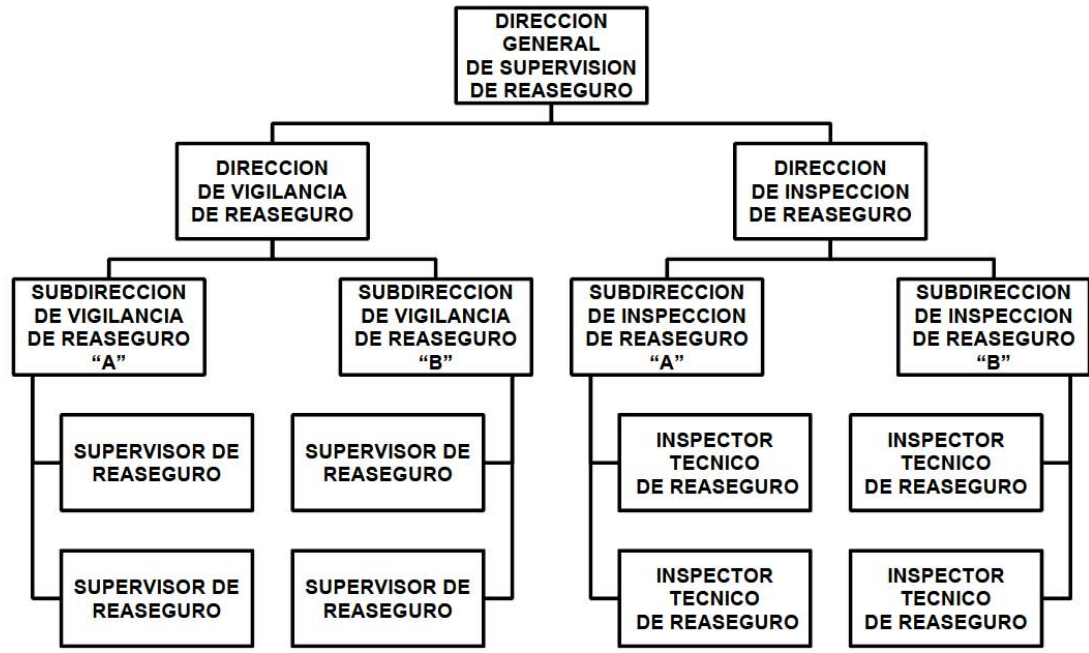 DIRECCION
GENERAL
DE SUPERVISION
DE REASEGURO
DIRECCION
DE VIGILANCIA
DE REASEGURO
DIRECCION
DE INSPECCION
DE REASEGURO
SUBDIRECCION
DE VIGILANCIA
DE REASEGURO
“A”
SUBDIRECCION
DE VIGILANCIA
DE REASEGURO
“B”
SUBDIRECCION
DE INSPECCION
DE REASEGURO
“A”
SUBDIRECCION
DE INSPECCION
DE REASEGURO
“B”
SUPERVISOR DE
REASEGURO
SUPERVISOR DE
REASEGURO
INSPECTOR
TECNICO
DE REASEGURO
INSPECTOR
TECNICO
DE REASEGURO
SUPERVISOR DE
REASEGURO
SUPERVISOR DE
REASEGURO
INSPECTOR
TECNICO
DE REASEGURO
INSPECTOR
TECNICO
DE REASEGURO